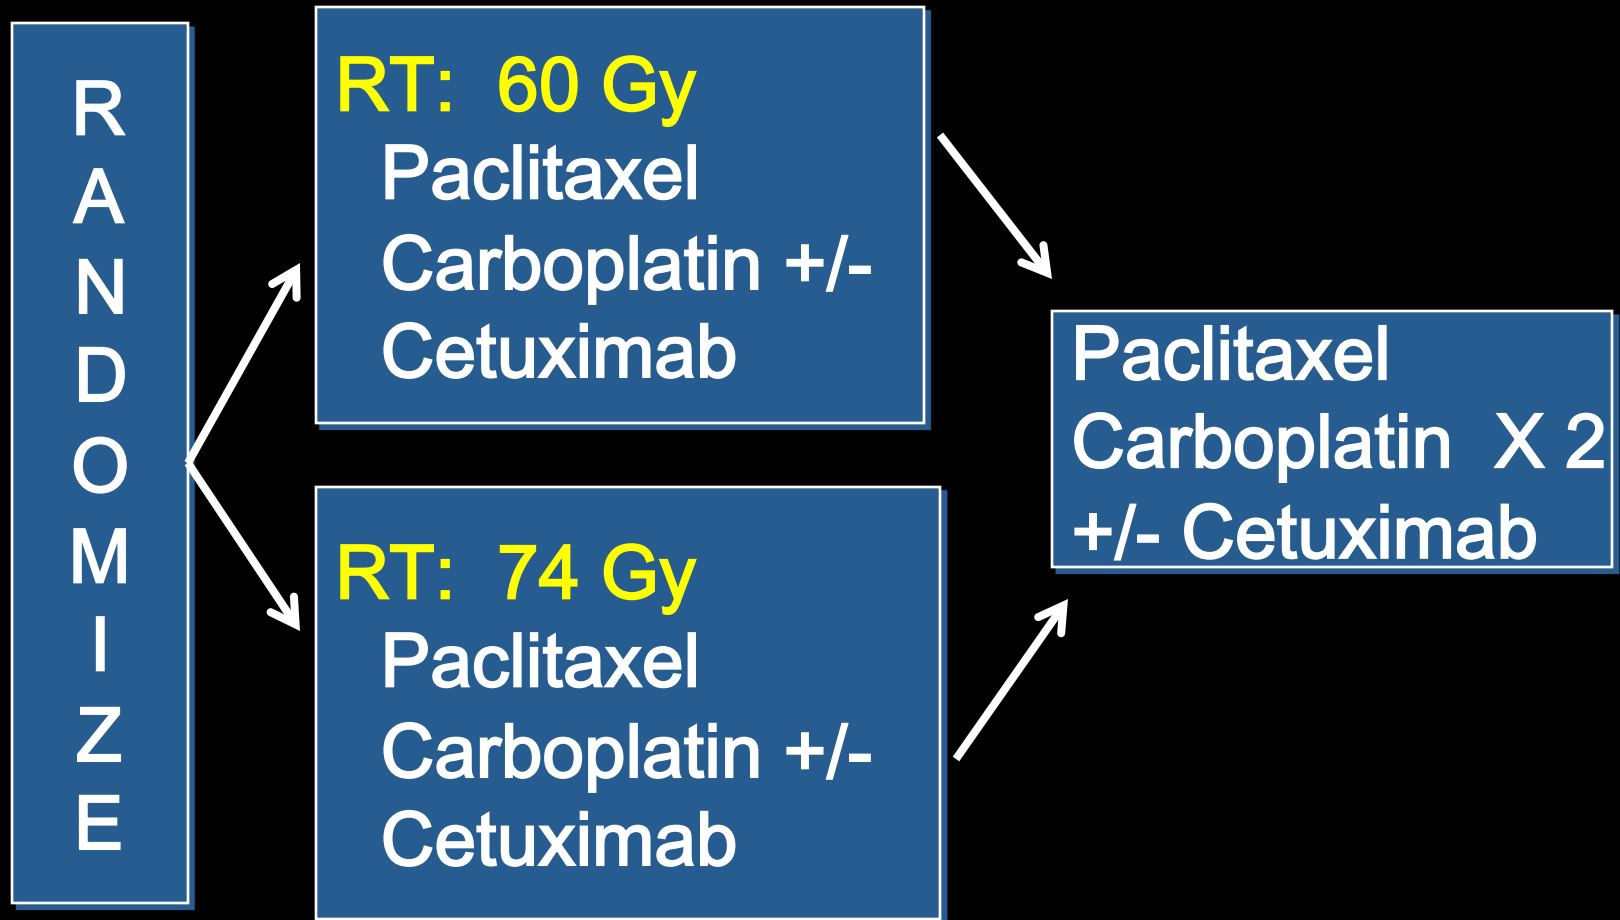 R
A
N
D
O
M
I
Z
E
RT: 60 Gy
Paclitaxel
Carboplatin +/-
Cetuximab
RT: 74 Gy
Paclitaxel
Carboplatin +/-
Cetuximab
Paclitaxel
Carboplatin X 2
+/- Cetuximab